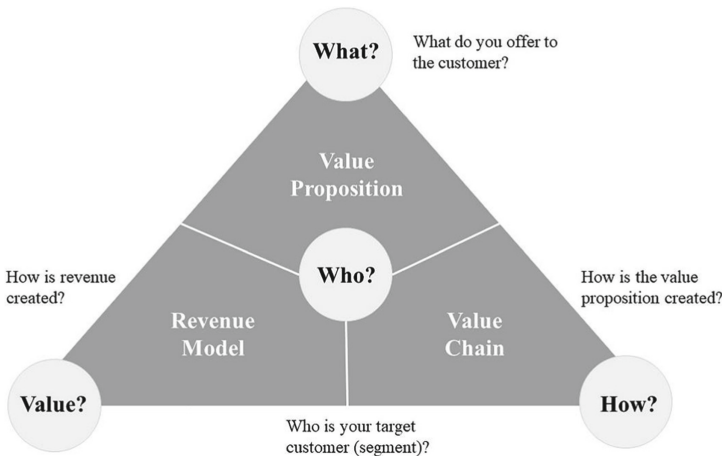 What?
What do you offer to
the customer?
Value
Proposition
How is revenue
created?
Who?
How is the value
proposition created?
Revenue
Model
Value
Chain
Value?
How?
Who is your target
customer (segment)?